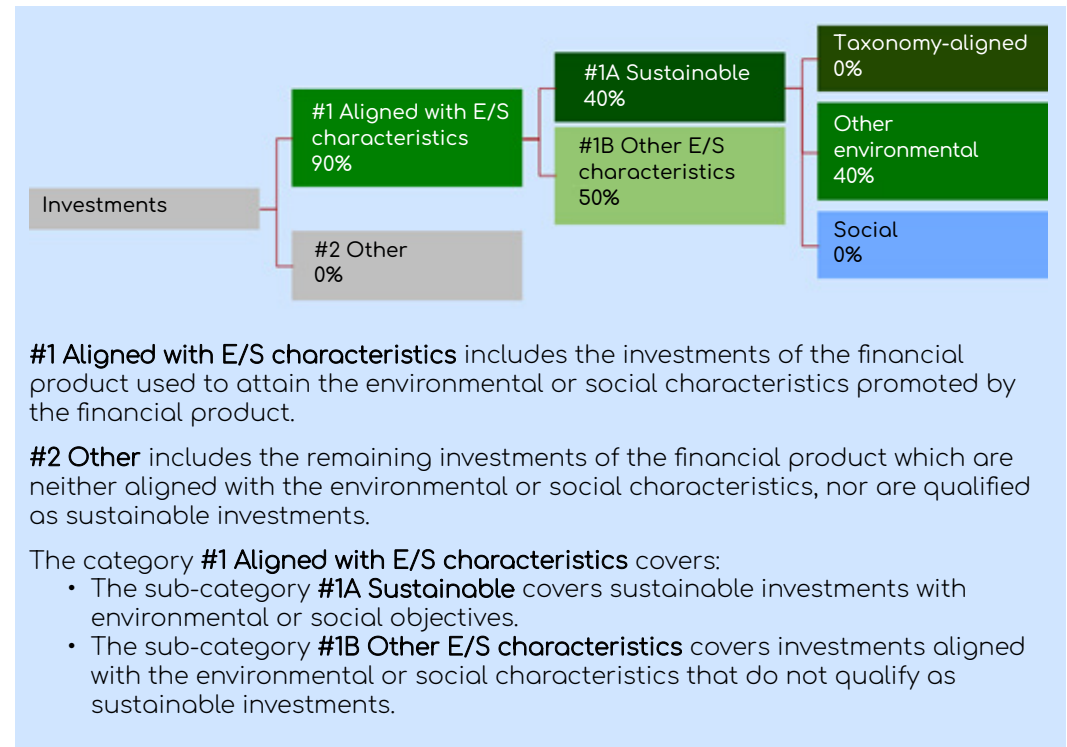 Investments
#1 Aligned with E/S
characteristics
90%
#2 Other
0%
#1A Sustainable
40%
#1B Other E/S
characteristics
50%
Taxonomy-aligned
0%
Other
environmental
40%
Social
0%
#1 Aligned with E/S characteristics includes the investments of the financial
product used to attain the environmental or social characteristics promoted by
the financial product.
#2 Other includes the remaining investments of the financial product which are
neither aligned with the environmental or social characteristics, nor are qualified
as sustainable investments.
The category #1 Aligned with E/S characteristics covers:
• The sub-category #1A Sustainable covers sustainable investments with
environmental or social objectives.
• The sub-category #1B Other E/S characteristics covers investments aligned
with the environmental or social characteristics that do not qualify as
sustainable investments.